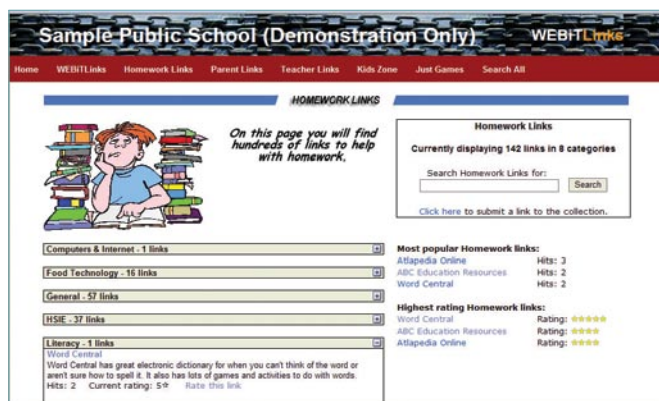 Sample Public School (Demonstration Only)
WEBiTLinks
Home WEBiTLinks Homework Links Parent Links Teacher Links Kids Zone Just Games Search All
HOMEWORK LINKS
On this page you will find
hundreds of links to help
with homework.
Homework Links
Currently displaying 142 links in 8 categories
Search Homework Links for:
Search
Click here to submit a link to the collection.
Computers & Internet - 1 links
Food Technology - 16 links
General - 57 links
HSIE - 37 links
Literacy - 1 links
Word Central
Word Central has great electronic dictionary for when you can't think of the word or
aren't sure how to spell it. It also has lots of games and activities to do with words.
Hits: 2 Current rating: 5☆ Rate this link
Most popular Homework links:
Atlapedia Online Hits: 3
ABC Education Resources Hits: 2
Word Central Hits: 2
Highest rating Homework links:
Word Central Rating: ☆☆☆☆☆
ABC Education Resources Rating: ☆☆☆☆
Atlapedia Online Rating: ☆☆☆☆